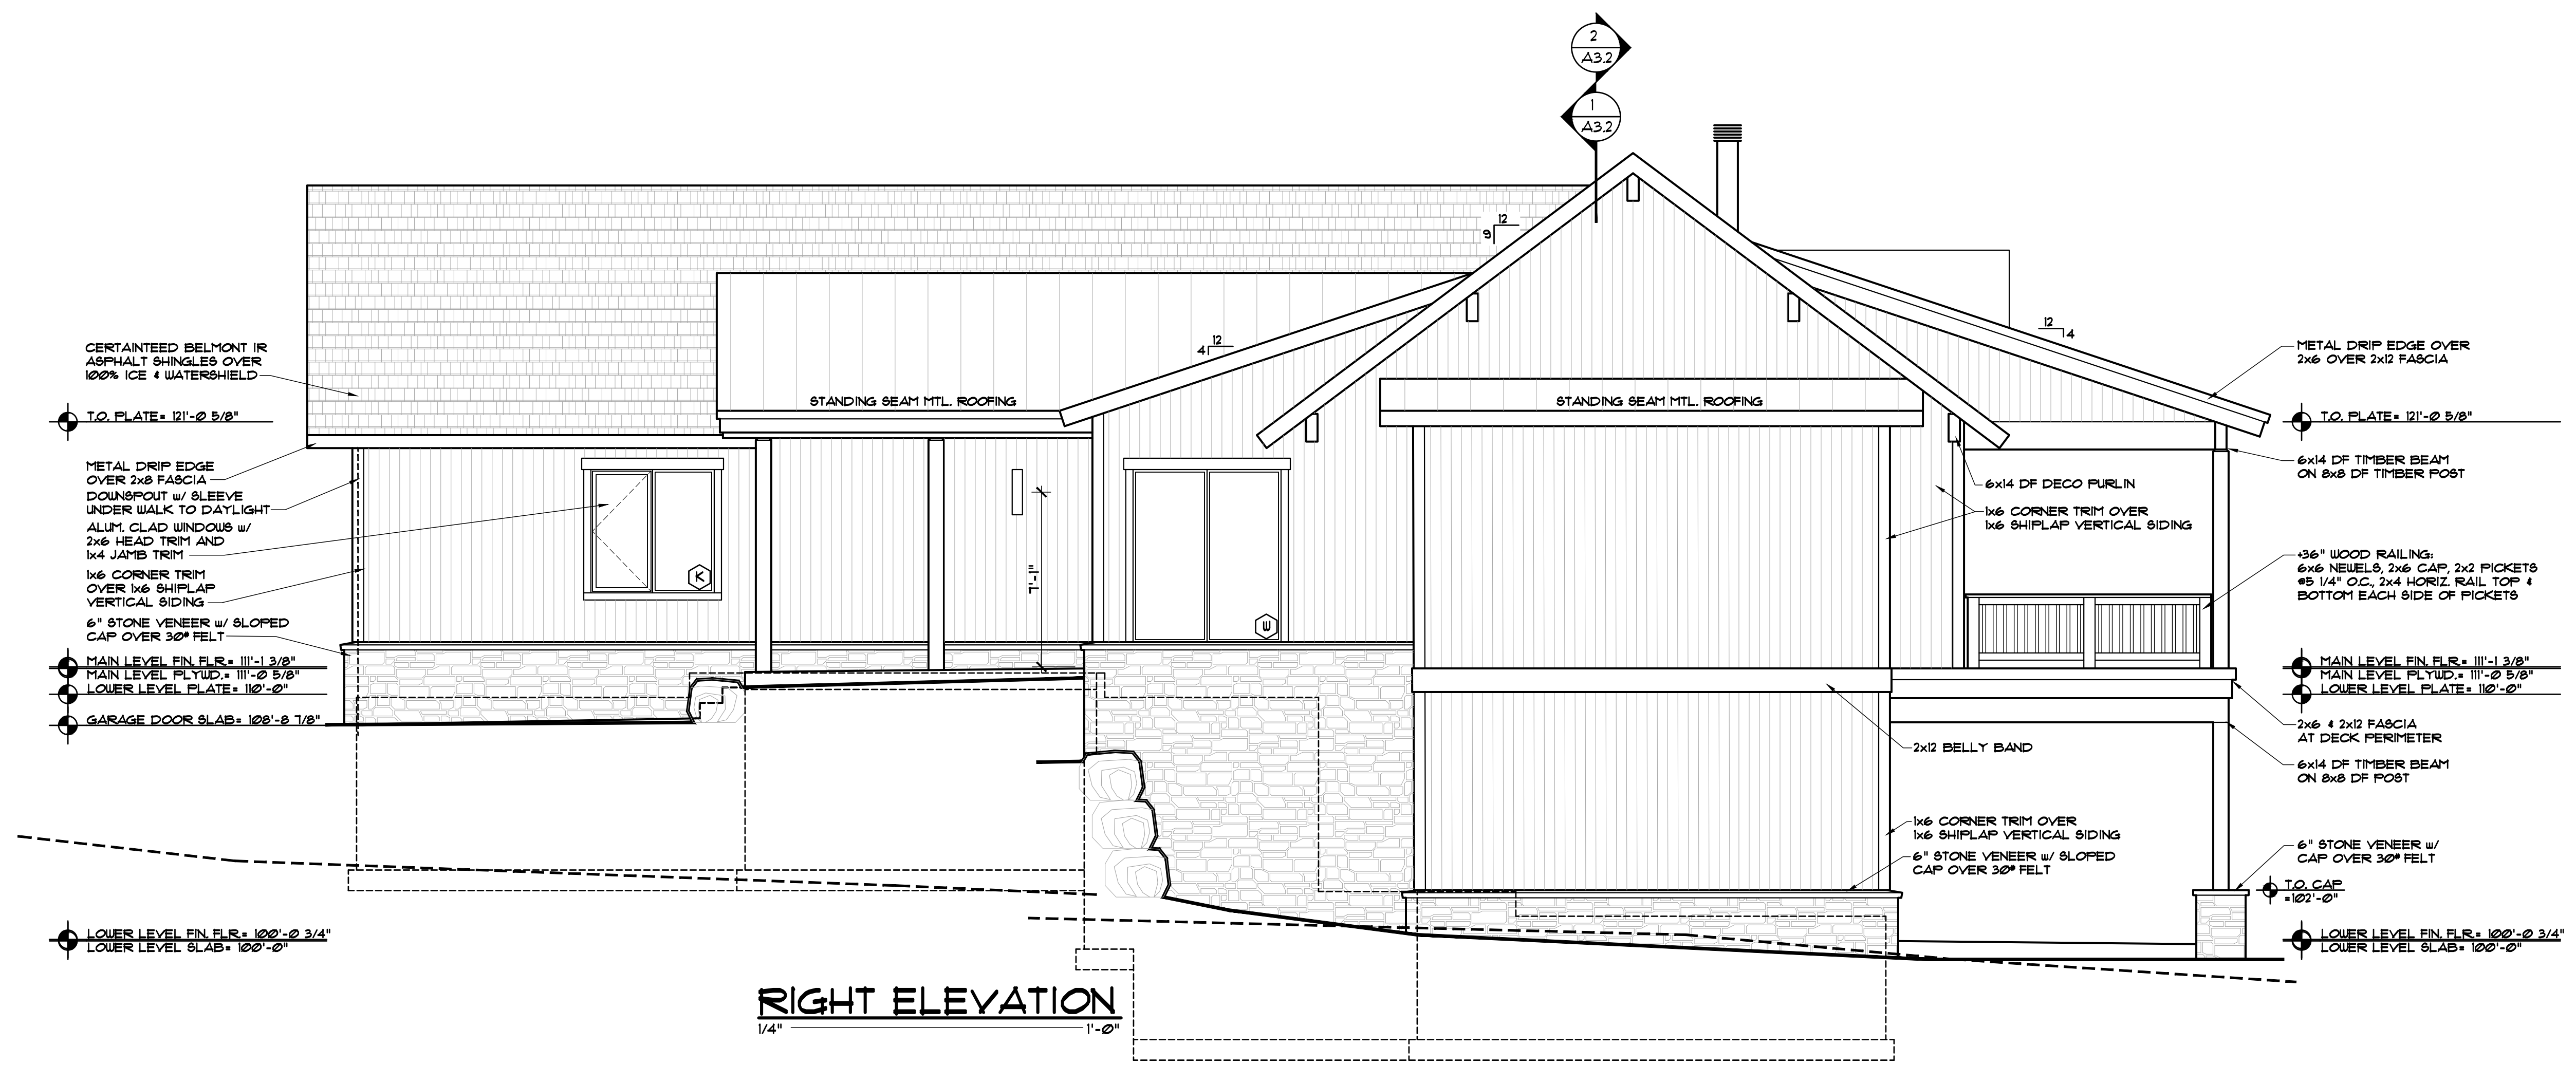 2
A3.2
1
A3.2
12
9
12
4
12
4
CERTAINTEED BELMONT IR
ASPHALT SHINGLES OVER
100% ICE & WATERSHIELD
T.O. PLATE= 121'-0 5/8"
METAL DRIP EDGE
OVER 2x8 FASCIA
DOWNSPOUT w/ SLEEVE
UNDER WALK TO DAYLIGHT
ALUM. CLAD WINDOWS w/
2x6 HEAD TRIM AND
1x4 JAMB TRIM
1x6 CORNER TRIM
OVER 1x6 SHIPLAP
VERTICAL SIDING
6" STONE VENEER w/ SLOPED
CAP OVER 30# FELT
MAIN LEVEL FIN. FLR.= 111'-1 3/8"
MAIN LEVEL PLYWD.= 111'-0 5/8"
LOWER LEVEL PLATE= 110'-0"
GARAGE DOOR SLAB= 108'-8 7/8"
LOWER LEVEL FIN. FLR.= 100'-0 3/4"
LOWER LEVEL SLAB= 100'-0"
STANDING SEAM MTL. ROOFING
STANDING SEAM MTL. ROOFING
K
7'-1"
W
6x14 DF DECO PURLIN
1x6 CORNER TRIM OVER
1x6 SHIPLAP VERTICAL SIDING
2x12 BELLY BAND
1x6 CORNER TRIM OVER
1x6 SHIPLAP VERTICAL SIDING
6" STONE VENEER w/ SLOPED
CAP OVER 30# FELT
METAL DRIP EDGE OVER
2x6 OVER 2x12 FASCIA
T.O. PLATE= 121'-0 5/8"
6x14 DF TIMBER BEAM
ON 8x8 DF TIMBER POST
+36" WOOD RAILING:
6x6 NEWELS, 2x6 CAP, 2x2 PICKETS
@5 1/4" O.C., 2x4 HORIZ. RAIL TOP &
BOTTOM EACH SIDE OF PICKETS
MAIN LEVEL FIN. FLR.= 111'-1 3/8"
MAIN LEVEL PLYWD.= 111'-0 5/8"
LOWER LEVEL PLATE= 110'-0"
2x6 & 2x12 FASCIA
AT DECK PERIMETER
6x14 DF TIMBER BEAM
ON 8x8 DF POST
6" STONE VENEER w/
CAP OVER 30# FELT
T.O. CAP
=102'-0"
LOWER LEVEL FIN. FLR.= 100'-0 3/4"
LOWER LEVEL SLAB= 100'-0"
RIGHT ELEVATION
1/4" 1'-0"